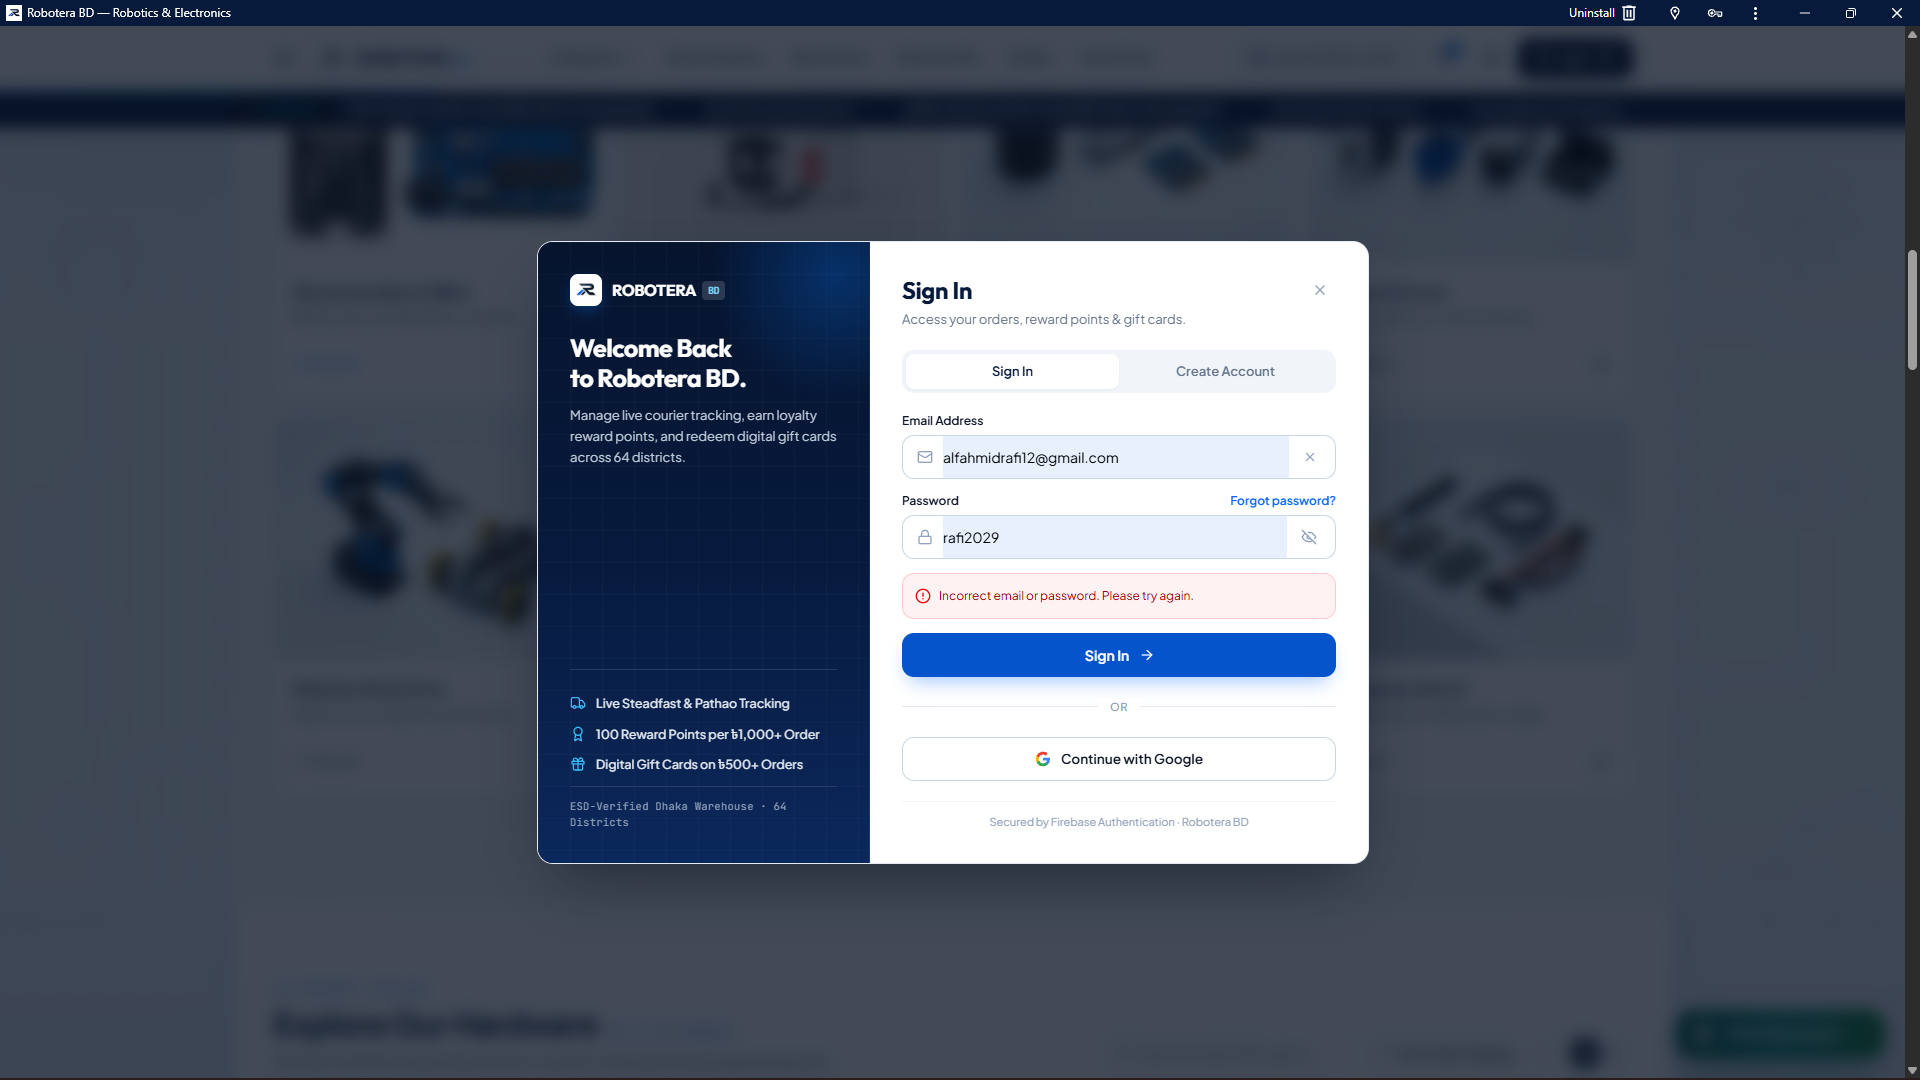 Robotera BD — Robotics & Electronics
Uninstall
ROBOTERA BD
Welcome Back
to Robotera BD.
Manage live courier tracking, earn loyalty
reward points, and redeem digital gift cards
across 64 districts.
Live Steadfast & Pathao Tracking
100 Reward Points per ৳1,000+ Order
Digital Gift Cards on ৳500+ Orders
ESD-Verified Dhaka Warehouse · 64
Districts
Sign In
Access your orders, reward points & gift cards.
Sign In
Create Account
Email Address
alfahmidrafi12@gmail.com
Password
Forgot password?
rafi2029
Incorrect email or password. Please try again.
Sign In
OR
Continue with Google
Secured by Firebase Authentication · Robotera BD
Explore Our Hardware